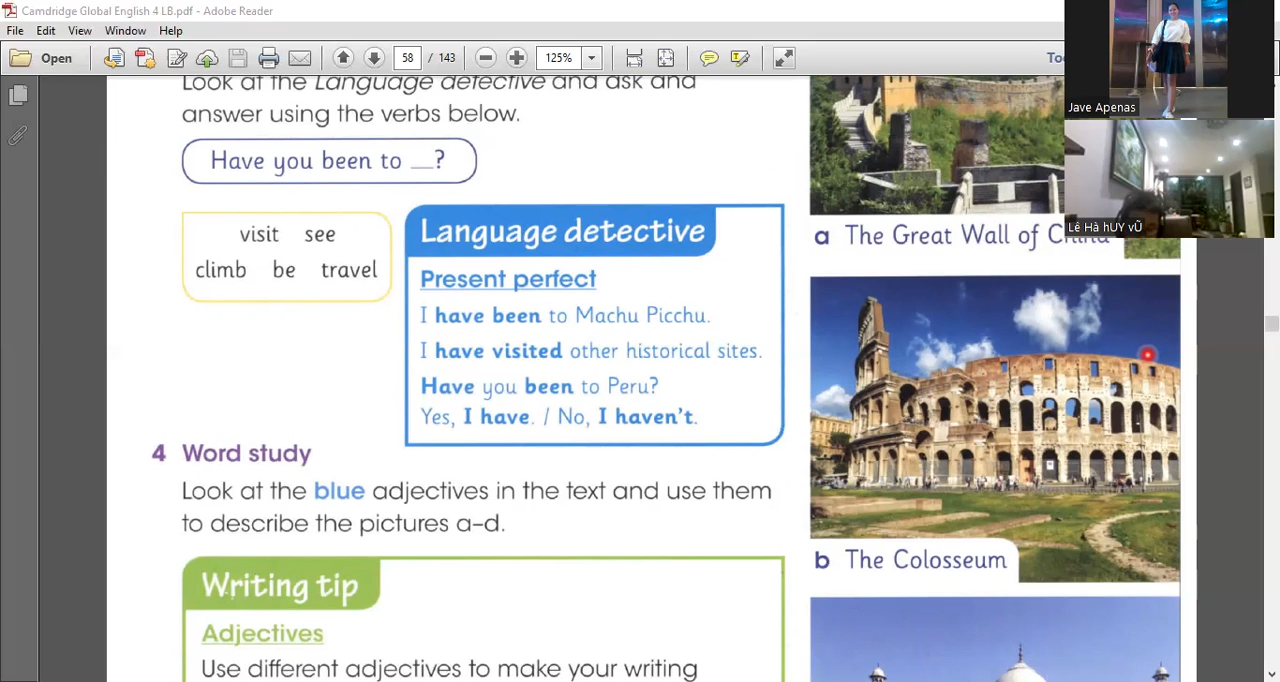 Camdridge Global English 4 LB.pdf - Adobe Reader
File Edit View Window Help
Open
58 / 143
125%
Look at the Language detective and ask and
answer using the verbs below.
Have you been to __?
visit see
climb be travel
Language detective
Present perfect
I have been to Machu Picchu.
I have visited other historical sites.
Have you been to Peru?
Yes, I have. / No, I haven't.
4 Word study
Look at the blue adjectives in the text and use them
to describe the pictures a–d.
Writing tip
Adjectives
Use different adjectives to make your writing
a The Great Wall of China
b The Colosseum
Jave Apenas
Lê Hà hUY vŨ